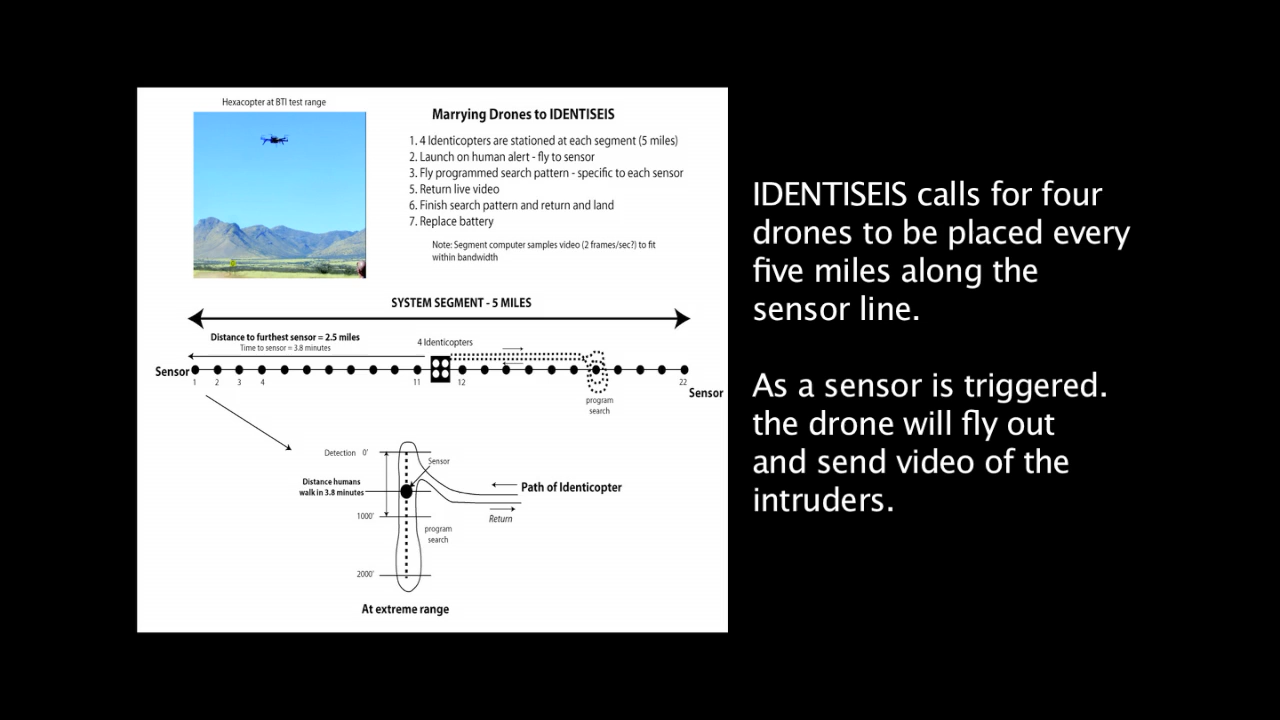 Hexacopter at BTI test range
Marrying Drones to IDENTISEIS
1. 4 Identicopters are stationed at each segment (5 miles)
2. Launch on human alert - fly to sensor
3. Fly programmed search pattern - specific to each sensor
5. Return live video
6. Finish search pattern and return and land
7. Replace battery
Note: Segment computer samples video (2 frames/sec?) to fit
within bandwidth
SYSTEM SEGMENT - 5 MILES
Distance to furthest sensor = 2.5 miles
Time to sensor = 3.8 minutes
4 Identicopters
Sensor
1 2 3 4 11 12 22
Sensor
program
search
Detection 0'
Sensor
Distance humans
walk in 3.8 minutes
Path of Identicopter
1000'
Return
program
search
2000'
At extreme range
IDENTISEIS calls for four
drones to be placed every
five miles along the
sensor line.
As a sensor is triggered.
the drone will fly out
and send video of the
intruders.